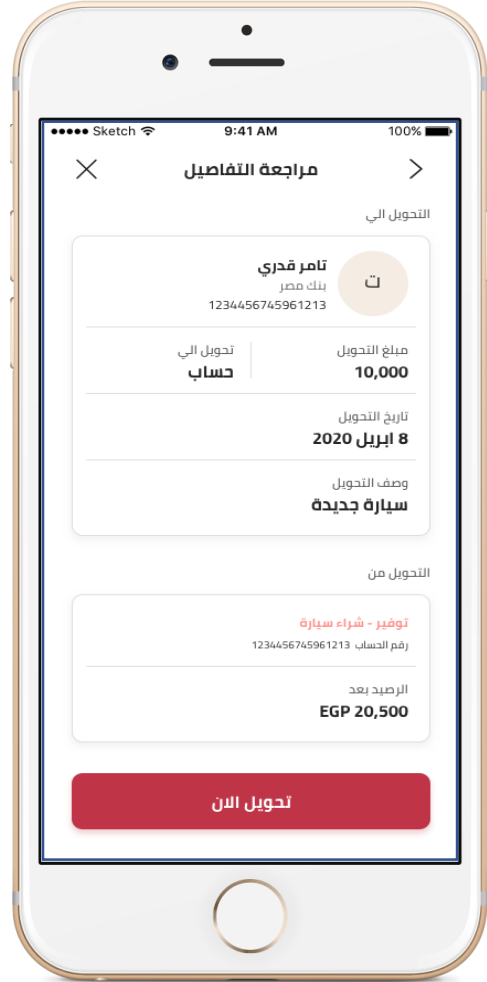 Sketch 9:41 AM 100%
مراجعة التفاصيل
التحويل الي
ت
تامر قدري
بنك مصر
1234456745961213
مبلغ التحويل تحويل الي
10,000 حساب
تاريخ التحويل
8 ابريل 2020
وصف التحويل
سيارة جديدة
التحويل من
توفير - شراء سيارة
رقم الحساب 1234456745961213
الرصيد بعد
EGP 20,500
تحويل الان